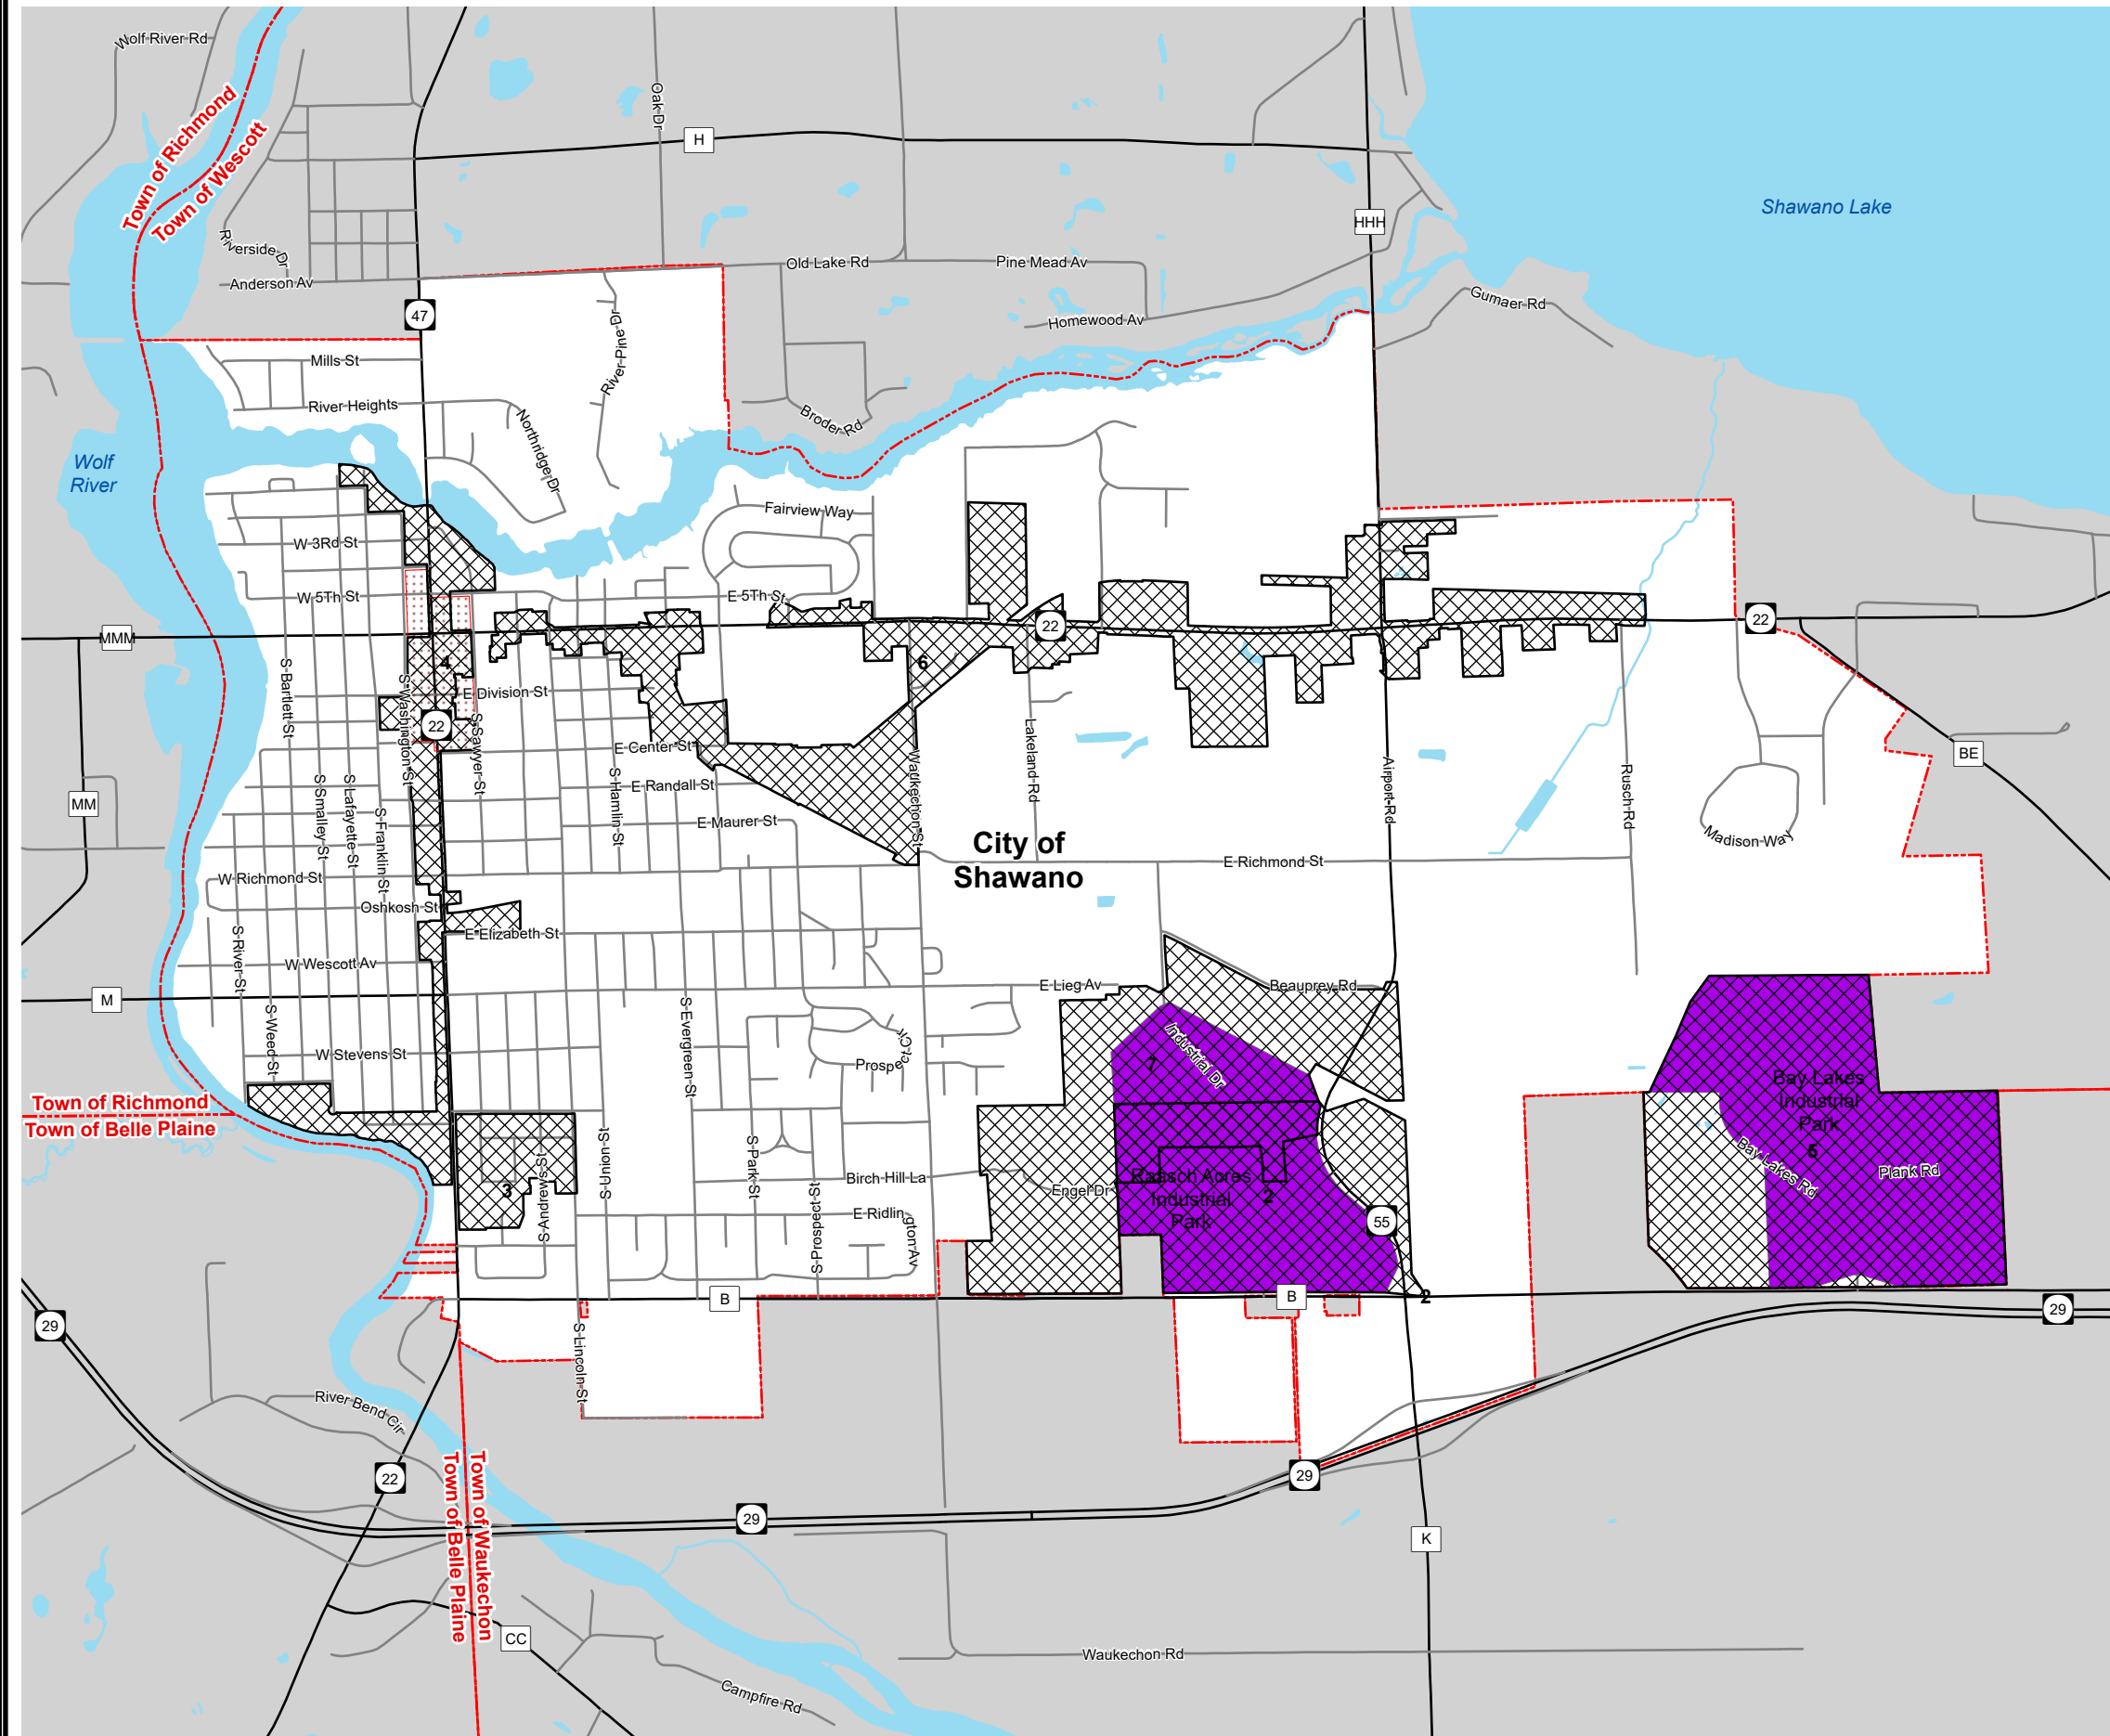 Wolf River Rd
Oak Dr
H
Town of Richmond
Town of Wescott
Shawano Lake
HHH
Riverside Dr
Anderson Av
Old Lake Rd
Pine Mead Av
Gumaer Rd
47
Homewood Av
River Pine Dr
Mills St
River Heights
Northridge Dr
Broder Rd
Wolf
River
Fairview Way
W 3Rd St
W 5Th St
E 5Th St
22
22
MMM
4
6
S Bartlett St
S Washington St
E Division St
22
S Sawyer St
E Center St
Lakeland Rd
Waukechon St
Airport Rd
Rusch Rd
BE
MM
S Smalley St
S Lafayette St
S Franklin St
S Hamlin St
E Randall St
E Maurer St
City of
Shawano
Madison Way
E Richmond St
W Richmond St
Oshkosh St
E Elizabeth St
S River St
W Wescott Av
M
E Lieg Av
Beauprey Rd
S Weed St
S Evergreen St
W Stevens St
Prospect Cir
Industrial Dr
7
Bay Lakes
Industrial
Park
5
Bay Lakes Rd
Plank Rd
Town of Richmond
Town of Belle Plaine
S Andrews St
S Union St
S Park St
S Prospect St
Birch Hill La
Engel Dr
Raasch Acres
Industrial
Park
2
3
E Ridlington Av
55
B
B
2
29
29
S Lincoln St
River Bend Cir
22
Town of Belle Plaine
Town of Waukechon
29
29
K
CC
Waukechon Rd
Campfire Rd